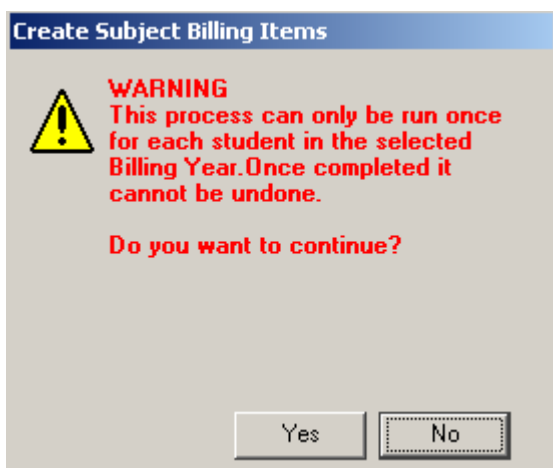 Create Subject Billing Items
WARNING
This process can only be run once
for each student in the selected
Billing Year.Once completed it
cannot be undone.
Do you want to continue?
Yes No